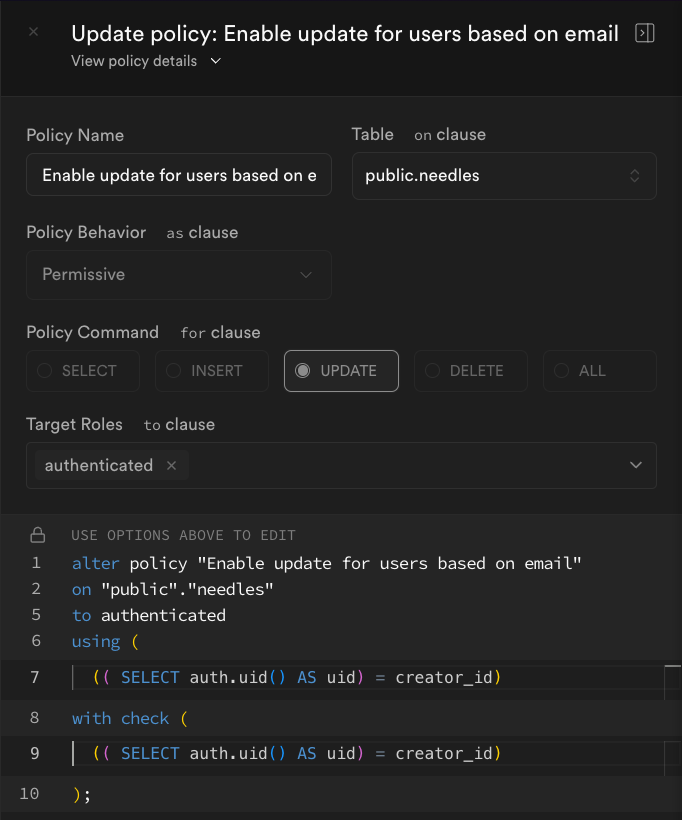 Update policy: Enable update for users based on email
View policy details
Policy Name
Table on clause
Enable update for users based on e
public.needles
Policy Behavior as clause
Permissive
Policy Command for clause
SELECT INSERT UPDATE DELETE ALL
Target Roles to clause
authenticated ×
USE OPTIONS ABOVE TO EDIT
1 alter policy "Enable update for users based on email"
2 on "public"."needles"
5 to authenticated
6 using (
7 (( SELECT auth.uid() AS uid) = creator_id)
8 with check (
9 (( SELECT auth.uid() AS uid) = creator_id)
10 );